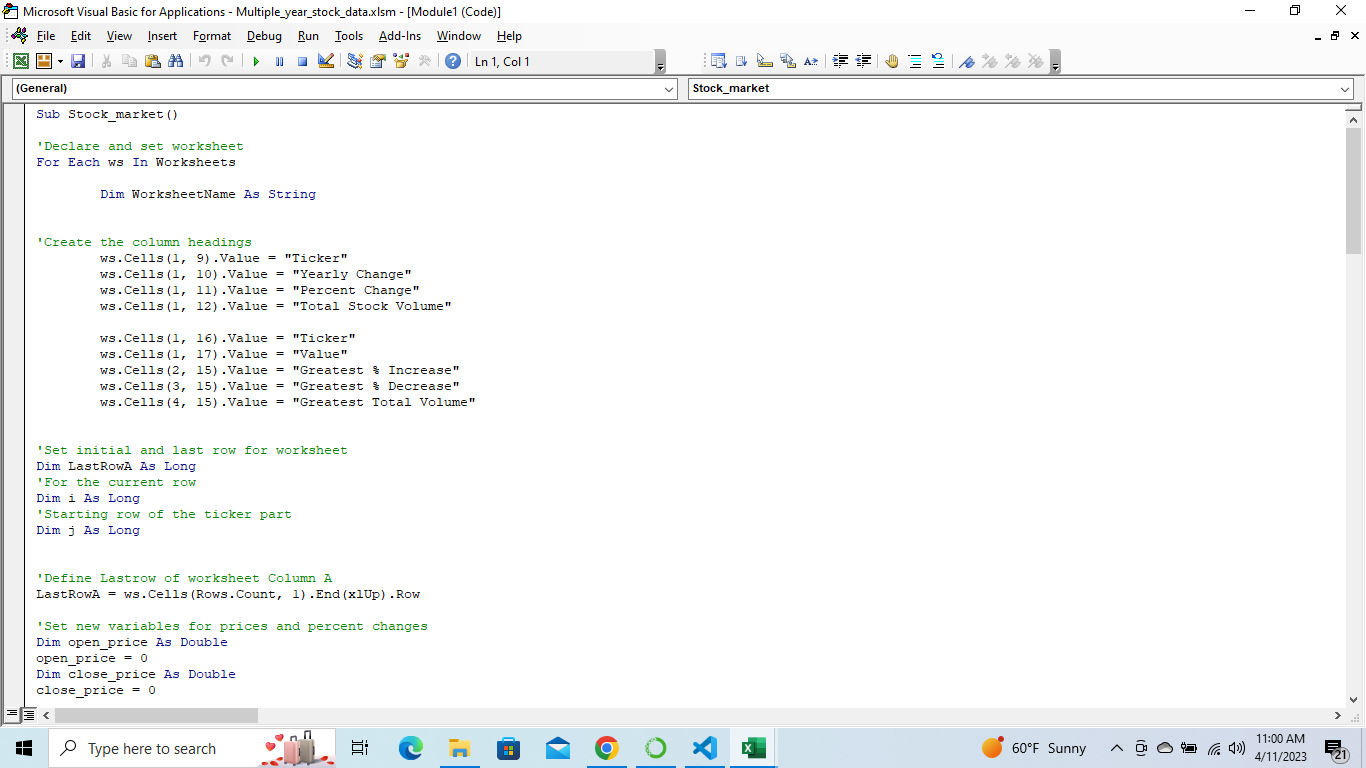 Microsoft Visual Basic for Applications - Multiple_year_stock_data.xlsm - [Module1 (Code)]
File Edit View Insert Format Debug Run Tools Add-Ins Window Help
Ln 1, Col 1
(General) Stock_market
Sub Stock_market()
'Declare and set worksheet
For Each ws In Worksheets
Dim WorksheetName As String
'Create the column headings
ws.Cells(1, 9).Value = "Ticker"
ws.Cells(1, 10).Value = "Yearly Change"
ws.Cells(1, 11).Value = "Percent Change"
ws.Cells(1, 12).Value = "Total Stock Volume"
ws.Cells(1, 16).Value = "Ticker"
ws.Cells(1, 17).Value = "Value"
ws.Cells(2, 15).Value = "Greatest % Increase"
ws.Cells(3, 15).Value = "Greatest % Decrease"
ws.Cells(4, 15).Value = "Greatest Total Volume"
'Set initial and last row for worksheet
Dim LastRowA As Long
'For the current row
Dim i As Long
'Starting row of the ticker part
Dim j As Long
'Define Lastrow of worksheet Column A
LastRowA = ws.Cells(Rows.Count, 1).End(xlUp).Row
'Set new variables for prices and percent changes
Dim open_price As Double
open_price = 0
Dim close_price As Double
close_price = 0
Type here to search
60°F Sunny
11:00 AM
4/11/2023
21